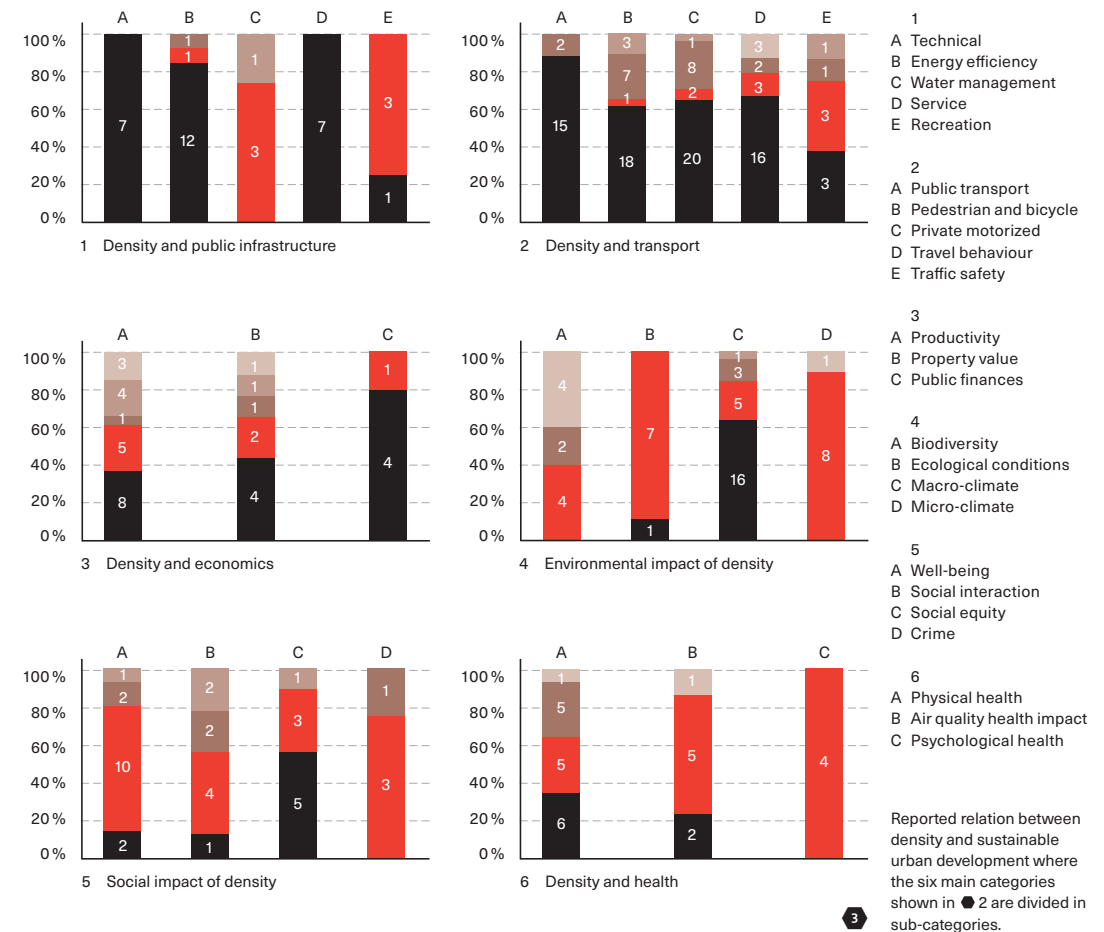 A B C D E
100 %
80 %
60 %
40 %
20 %
0 %
7
1
1
12
1
3
7
3
1
1 Density and public infrastructure
A B C D E
100 %
80 %
60 %
40 %
20 %
0 %
2
15
3
7
1
18
1
8
2
20
3
2
3
16
1
1
3
3
2 Density and transport
A B C
100 %
80 %
60 %
40 %
20 %
0 %
3
4
1
5
8
1
1
1
2
4
1
4
3 Density and economics
A B C D
100 %
80 %
60 %
40 %
20 %
0 %
4
2
4
7
1
1
3
5
16
1
8
4 Environmental impact of density
A B C D
100 %
80 %
60 %
40 %
20 %
0 %
1
2
10
2
2
2
4
1
1
3
5
1
3
5 Social impact of density
A B C
100 %
80 %
60 %
40 %
20 %
0 %
1
5
5
6
1
5
2
4
6 Density and health
1
A Technical
B Energy efficiency
C Water management
D Service
E Recreation
2
A Public transport
B Pedestrian and bicycle
C Private motorized
D Travel behaviour
E Traffic safety
3
A Productivity
B Property value
C Public finances
4
A Biodiversity
B Ecological conditions
C Macro-climate
D Micro-climate
5
A Well-being
B Social interaction
C Social equity
D Crime
6
A Physical health
B Air quality health impact
C Psychological health
3
Reported relation between
density and sustainable
urban development where
the six main categories
shown in ⬣ 2 are divided in
sub-categories.